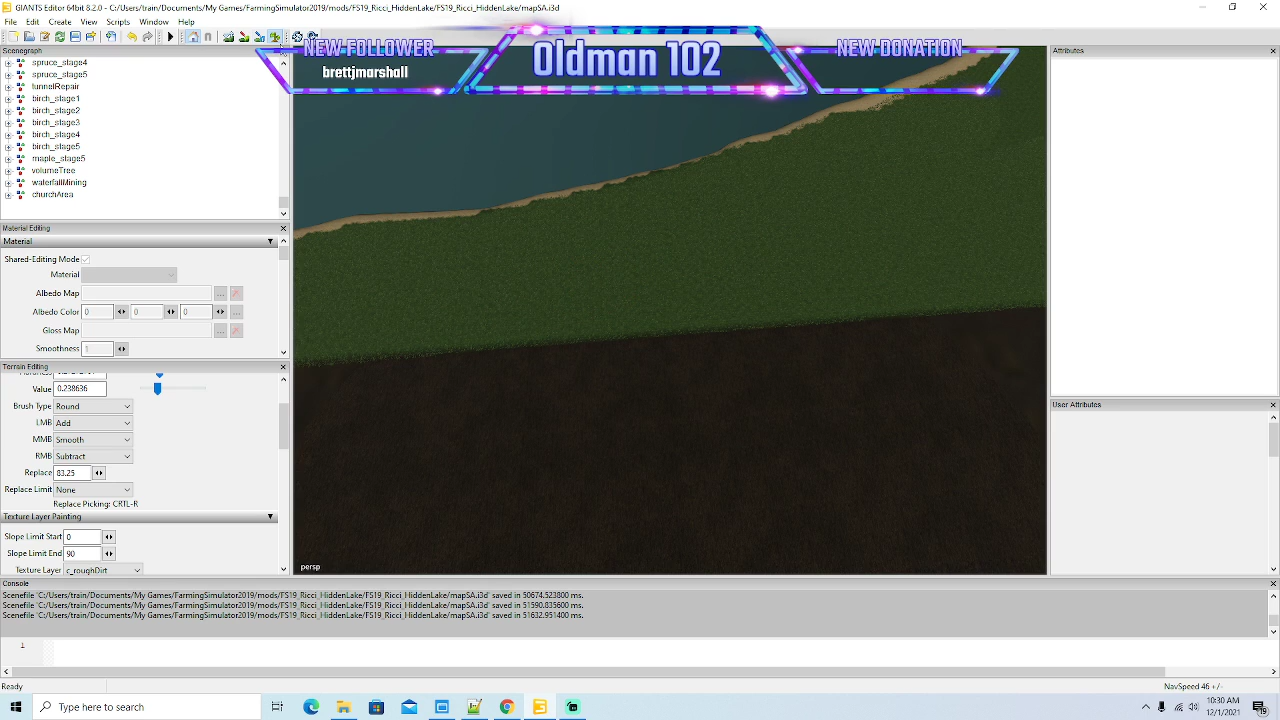 GIANTS Editor 64bit 8.2.0 - C:/Users/train/Documents/My Games/FarmingSimulator2019/mods/FS19_Ricci_HiddenLake/FS19_Ricci_HiddenLake/mapSA.i3d
File
Script
Window
Help
NEW FOLLOWER
brettjmarshall
Oldman 102
NEW DONATION
Scenegraph
Attributes
spruce_stage4
spruce_stage5
lumberPine
birch_stage1
birch_stage2
birch_stage3
birch_stage4
birch_stage5
volumeTree
waterfallMining
churchArea
Material Editing
Material
Shared-Editing Mode
Material
Albedo Map
Albedo Color 0 0 0
Gloss Map
Smoothness 1
Terrain Editing
Value 0.238636
Brush Type Round
LMB Add
MMB Smooth
RMB Subtract
Replace 83.25
Replace Limit None
Replace Picking: CRTL-R
Texture Layer Painting
Slope Limit Start 0
Slope Limit End 90
Texture Layer c_roughDirt
persp
User Attributes
Console
Scenefile 'C:/Users/train/Documents/My Games/FarmingSimulator2019/mods/FS19_Ricci_HiddenLake/FS19_Ricci_HiddenLake/mapSA.i3d' saved in 50674.523800 ms.
Scenefile 'C:/Users/train/Documents/My Games/FarmingSimulator2019/mods/FS19_Ricci_HiddenLake/FS19_Ricci_HiddenLake/mapSA.i3d' saved in 51590.835600 ms.
Scenefile 'C:/Users/train/Documents/My Games/FarmingSimulator2019/mods/FS19_Ricci_HiddenLake/FS19_Ricci_HiddenLake/mapSA.i3d' saved in 51632.951400 ms.
1
Ready
NavSpeed 46 +/-
Type here to search
10:30 AM
12/1/2021